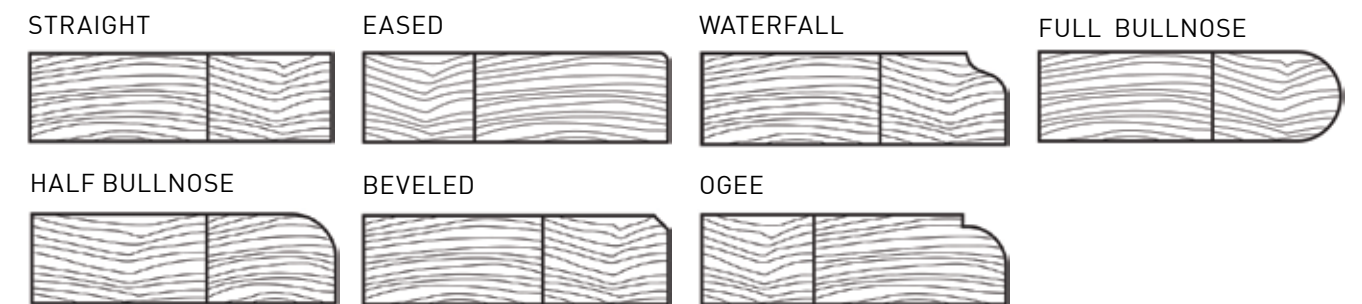 STRAIGHT
EASED
WATERFALL
FULL BULLNOSE
HALF BULLNOSE
BEVELED
OGEE